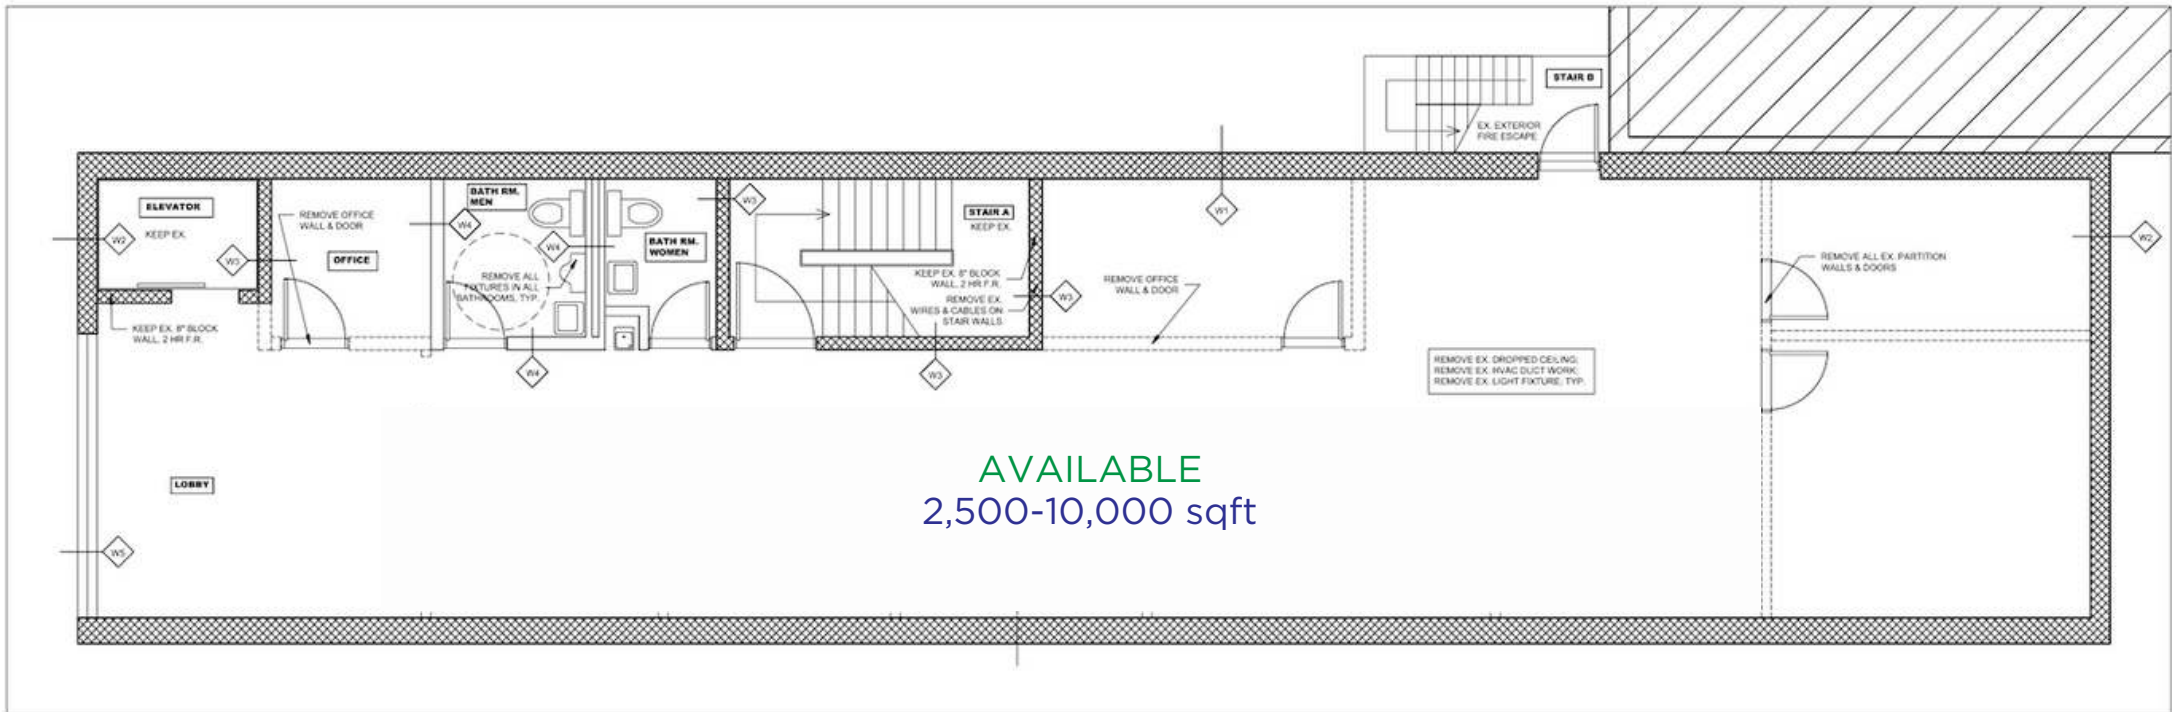 STAIR B
EX. EXTERIOR
FIRE ESCAPE
ELEVATOR
KEEP EX.
W2
W3
REMOVE OFFICE
WALL & DOOR
OFFICE
BATH RM.
MEN
W4
W4
REMOVE ALL
FIXTURES IN ALL
BATHROOMS, TYP.
BATH RM.
WOMEN
W3
STAIR A
KEEP EX.
KEEP EX. 8" BLOCK
WALL, 2 HR F.R.
REMOVE EX.
WIRES & CABLES ON
STAIR WALLS
W3
W1
REMOVE OFFICE
WALL & DOOR
REMOVE ALL EX. PARTITION
WALLS & DOORS
W2
KEEP EX. 8" BLOCK
WALL, 2 HR F.R.
W4
W3
REMOVE EX. DROPPED CEILING;
REMOVE EX. HVAC DUCT WORK;
REMOVE EX. LIGHT FIXTURE, TYP.
LOBBY
AVAILABLE
2,500-10,000 sqft
W5